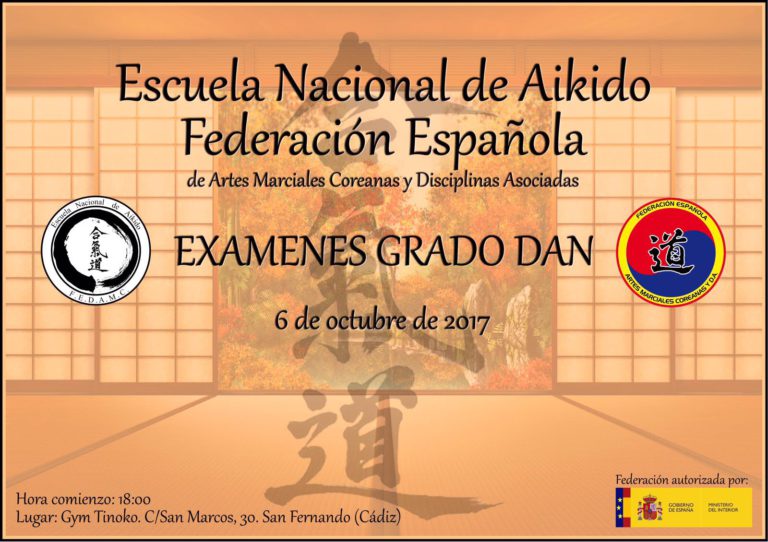 Escuela Nacional de Aikido
Federación Española
de Artes Marciales Coreanas y Disciplinas Asociadas
Escuela Nacional de Aikido
合氣道
F.E.D.A.M.C
EXAMENES GRADO DAN
FEDERACIÓN ESPAÑOLA
道
ARTES MARCIALES COREANAS Y D.A.
6 de octubre de 2017
合
氣
道
Hora comienzo: 18:00
Lugar: Gym Tinoko. C/San Marcos, 30. San Fernando (Cádiz)
Federación autorizada por:
GOBIERNO
DE ESPAÑA
MINISTERIO
DEL INTERIOR